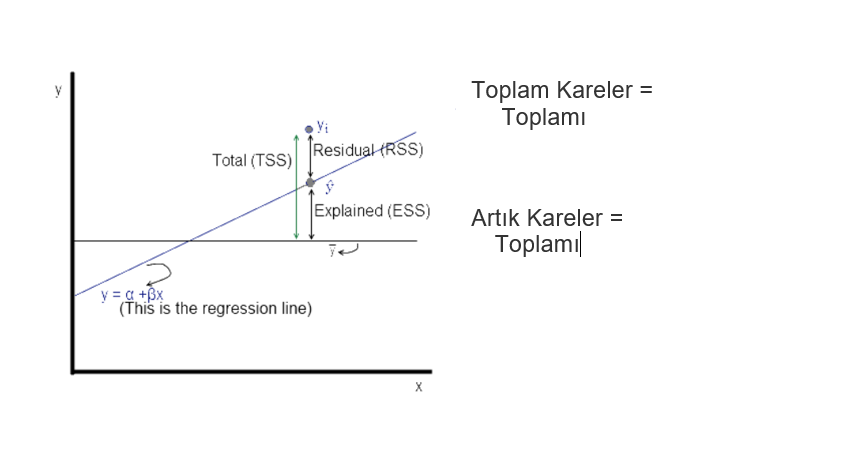 y
yᵢ
Residual (RSS)
Total (TSS)
ŷ
Explained (ESS)
ȳ
y = α +βx
(This is the regression line)
x
Toplam Kareler =
Toplamı
Artık Kareler =
Toplamı